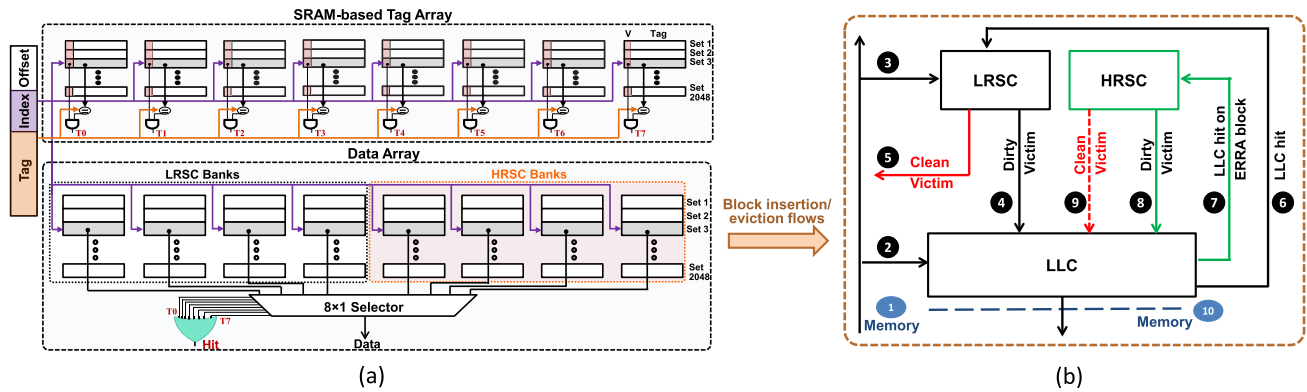 SRAM-based Tag Array
V Tag
Set 1
Set 2
Set 3
Set
2048
T0 T1 T2 T3 T4 T5 T6 T7
Offset
Index
Tag
Data Array
LRSC Banks
HRSC Banks
Set 1
Set 2
Set 3
Set
2048
8×1 Selector
T0
T7
Hit
Data
(a)
Block insertion/
eviction flows
3
LRSC
HRSC
5
Clean
Victim
Dirty
Victim
4
Clean
Victim
9
Dirty
Victim
8
LLC hit on
ERRA block
7
LLC hit
6
2
LLC
1
Memory
Memory
10
(b)